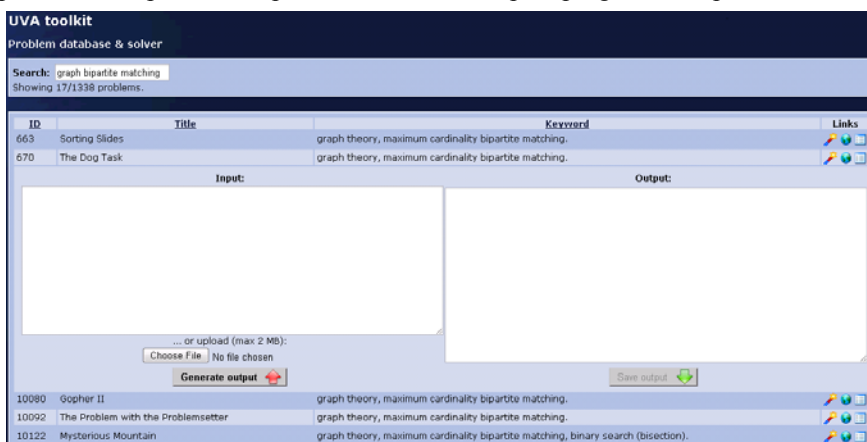 UVA toolkit
Problem database & solver
Search: graph bipartite matching
Showing 17/1338 problems.
ID Title Keyword Links
663 Sorting Slides graph theory, maximum cardinality bipartite matching.
670 The Dog Task graph theory, maximum cardinality bipartite matching.
Input: Output:
... or upload (max 2 MB):
Choose File No file chosen
Generate output Save output
10080 Gopher II graph theory, maximum cardinality bipartite matching.
10092 The Problem with the Problemsetter graph theory, maximum cardinality bipartite matching.
10122 Mysterious Mountain graph theory, maximum cardinality bipartite matching, binary search (bisection).